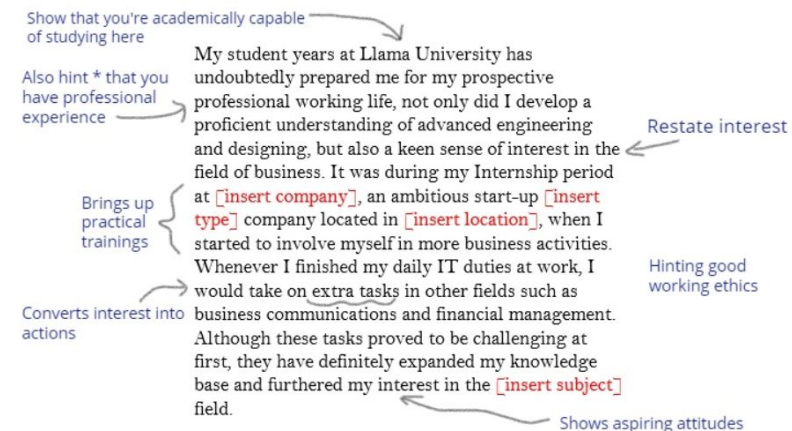 Show that you're academically capable
of studying here
My student years at Llama University has
undoubtedly prepared me for my prospective
professional working life, not only did I develop a
proficient understanding of advanced engineering
and designing, but also a keen sense of interest in the
field of business. It was during my Internship period
at [insert company], an ambitious start-up [insert
type] company located in [insert location], when I
started to involve myself in more business activities.
Whenever I finished my daily IT duties at work, I
would take on extra tasks in other fields such as
business communications and financial management.
Although these tasks proved to be challenging at
first, they have definitely expanded my knowledge
base and furthered my interest in the [insert subject]
field.
Also hint * that you
have professional
experience
Restate interest
Brings up
practical
trainings
Hinting good
working ethics
Converts interest into
actions
Shows aspiring attitudes